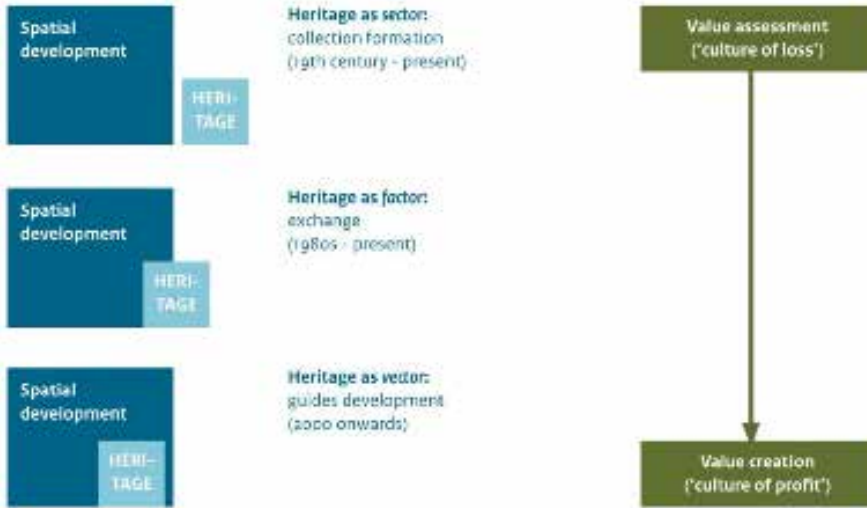 Spatial
development
HERI-
TAGE
Heritage as sector:
collection formation
(19th century - present)
Value assessment
('culture of loss')
Spatial
development
HERI-
TAGE
Heritage as factor:
exchange
(1980s - present)
Spatial
development
HERI-
TAGE
Heritage as vector:
guides development
(2000 onwards)
Value creation
('culture of profit')